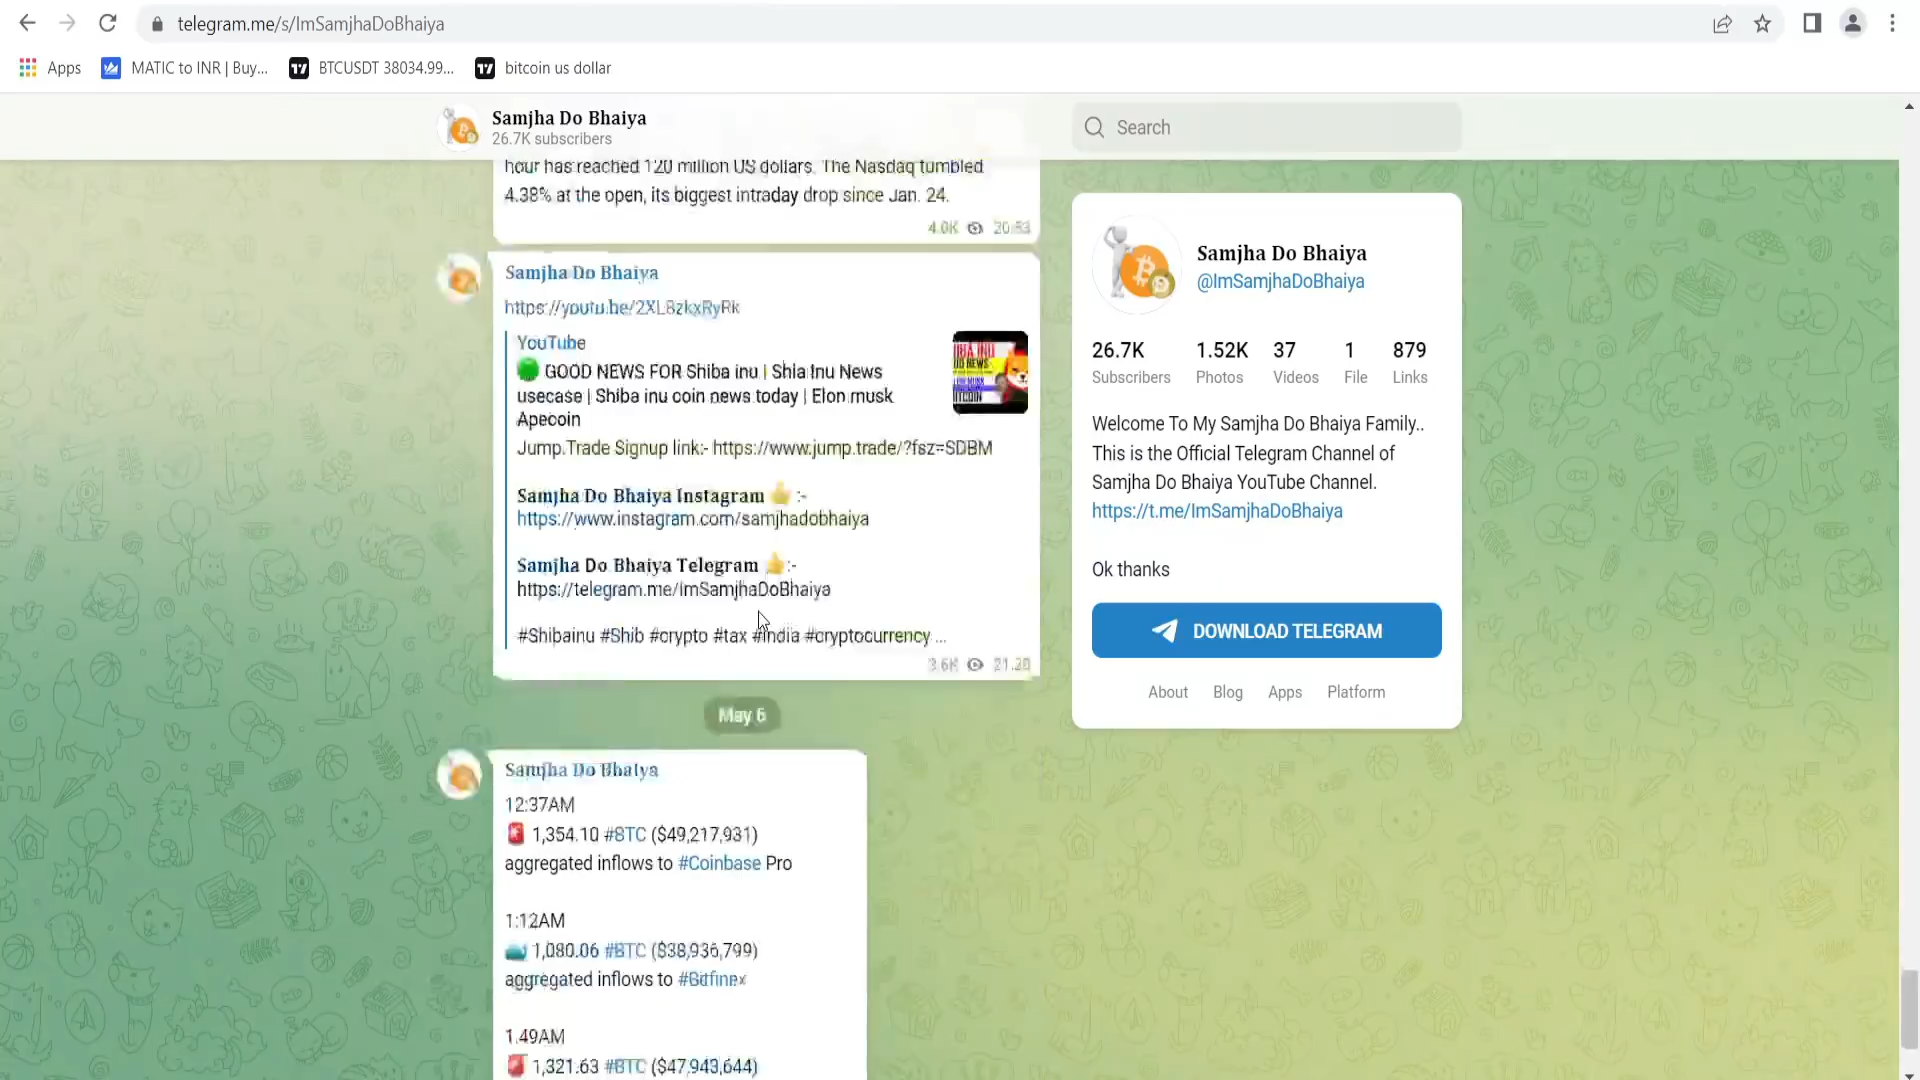 telegram.me/s/ImSamjhaDoBhaiya
Apps
MATIC to INR | Buy...
BTCUSDT 38034.99...
bitcoin us dollar
Samjha Do Bhaiya
26.7K subscribers
Search
hour has reached 120 million US dollars. The Nasdaq tumbled
4.38% at the open, its biggest intraday drop since Jan. 24.
4.0K 20:53
Samjha Do Bhaiya
https://youtu.be/2XL8zkxRyRk
YouTube
GOOD NEWS FOR Shiba inu | Shia Inu News
usecase | Shiba inu coin news today | Elon musk
Apecoin
Jump.Trade Signup link:- https://www.jump.trade/?fsz=SDBM
Samjha Do Bhaiya Instagram 👍 :-
https://www.instagram.com/samjhadobhaiya
Samjha Do Bhaiya Telegram 👍:-
https://telegram.me/ImSamjhaDoBhaiya
#Shibainu #Shib #crypto #tax #india #cryptocurrency ...
3.6K 21:20
May 6
Samjha Do Bhaiya
12:37AM
🚨 1,354.10 #BTC ($49,217,931)
aggregated inflows to #Coinbase Pro
1:12AM
1,080.06 #BTC ($38,936,799)
aggregated inflows to #Bitfinex
1:49AM
🚨 1,321.63 #BTC ($47,943,644)
Samjha Do Bhaiya
@ImSamjhaDoBhaiya
26.7K 1.52K 37 1 879
Subscribers Photos Videos File Links
Welcome To My Samjha Do Bhaiya Family..
This is the Official Telegram Channel of
Samjha Do Bhaiya YouTube Channel.
https://t.me/ImSamjhaDoBhaiya
Ok thanks
DOWNLOAD TELEGRAM
About Blog Apps Platform